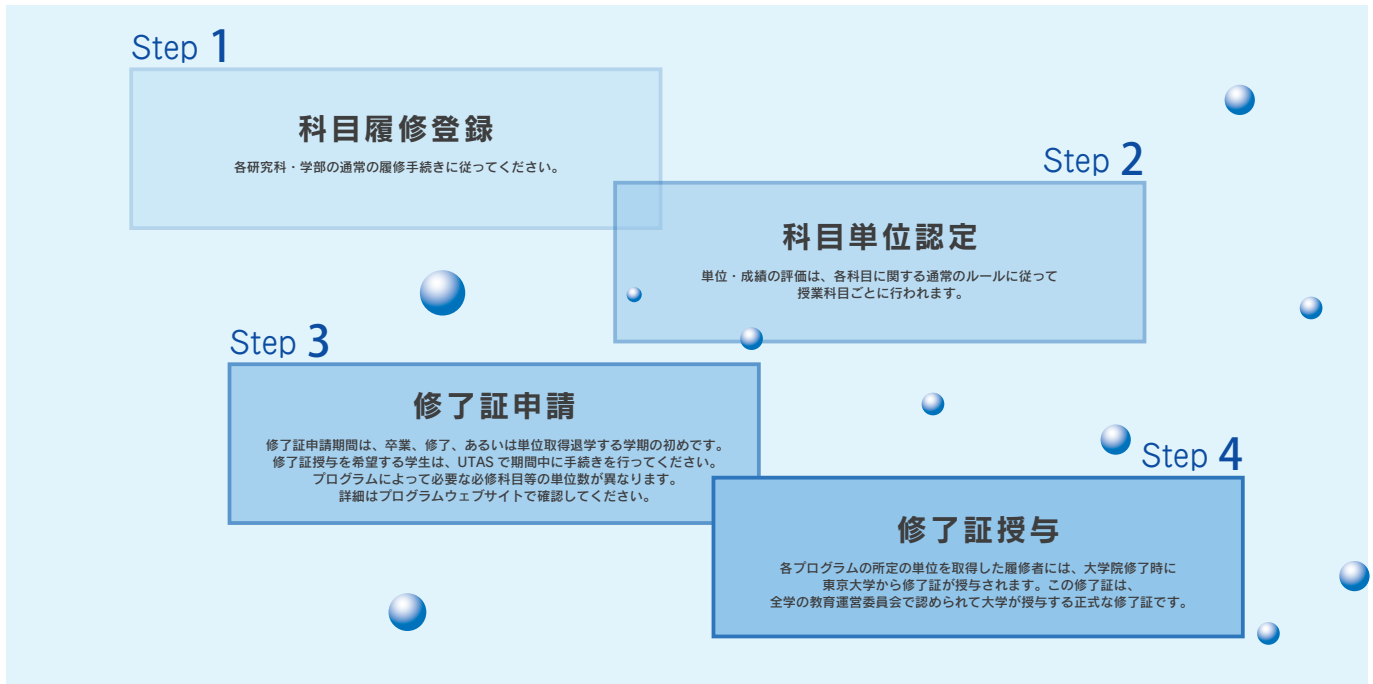 Step 1
科目履修登録
各研究科・学部の通常の履修手続きに従ってください。
Step 2
科目単位認定
単位・成績の評価は、各科目に関する通常のルールに従って
授業科目ごとに行われます。
Step 3
修了証申請
修了証申請期間は、卒業、修了、あるいは単位取得退学する学期の初めです。
修了証授与を希望する学生は、UTAS で期間中に手続きを行ってください。
プログラムによって必要な必修科目等の単位数が異なります。
詳細はプログラムウェブサイトで確認してください。
Step 4
修了証授与
各プログラムの所定の単位を取得した履修者には、大学院修了時に
東京大学から修了証が授与されます。この修了証は、
全学の教育運営委員会で認められて大学が授与する正式な修了証です。